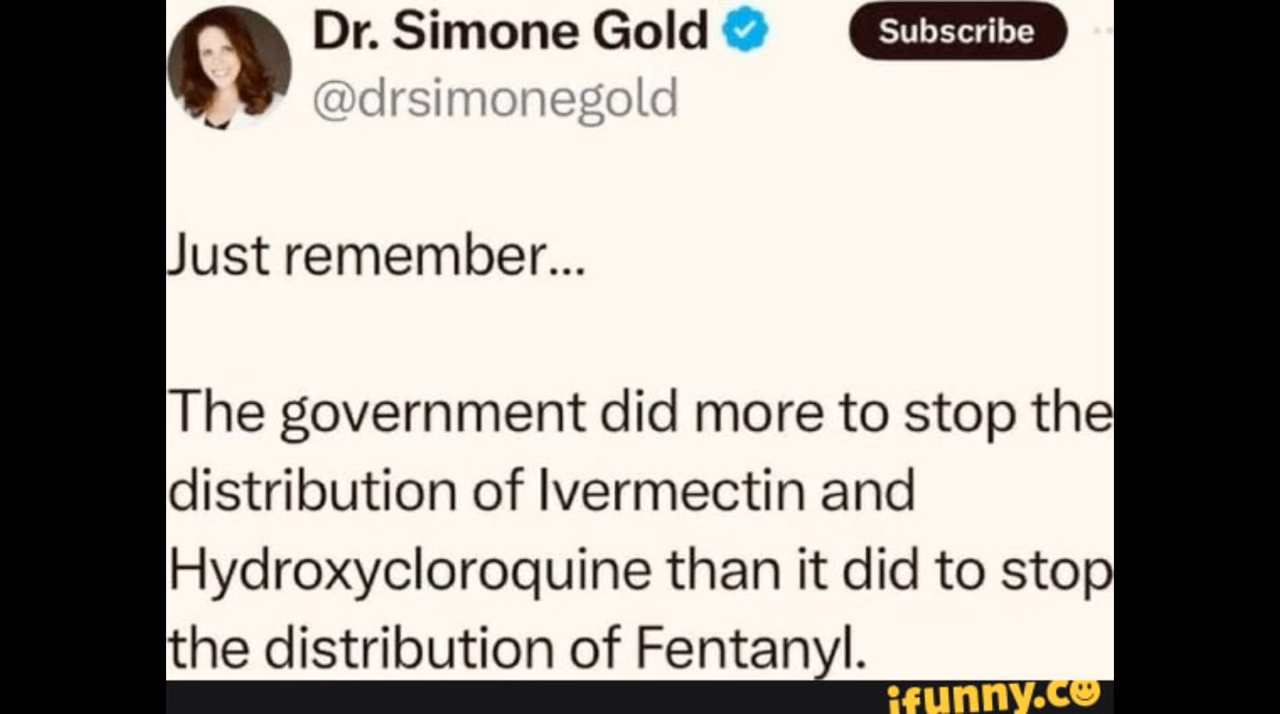 Dr. Simone Gold
Subscribe
@drsimonegold
Just remember...
The government did more to stop the
distribution of Ivermectin and
Hydroxycloroquine than it did to stop
the distribution of Fentanyl.
ifunny.co